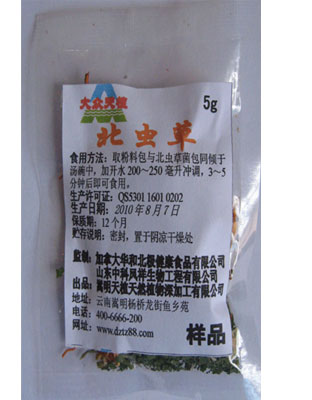 大众天梭
5g
北虫草
食用方法：取粉料包与北虫草菌包同倾于
汤碗中，加开水200～250毫升冲调，3～5
分钟后即可食用。
生产许可证：QS5301 1601 0202
生产日期：2010年8月7日
保质期：12个月
贮存说明：密封，置于阴凉干燥处
监制：加拿大华和北极健康食品有限公司
山东中科凤祥生物工程有限公司
出品：嵩明天植天然植物深加工有限公司
地址：云南嵩明杨桥龙街鱼乡苑
电话：400-6666-200
网址：www.dztz88.com
样品